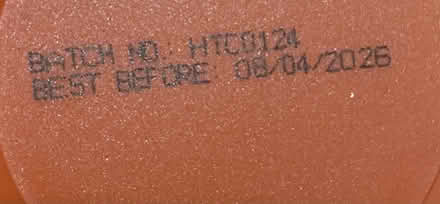 BATCH NO.: HTC0124
BEST BEFORE: 08/04/2026